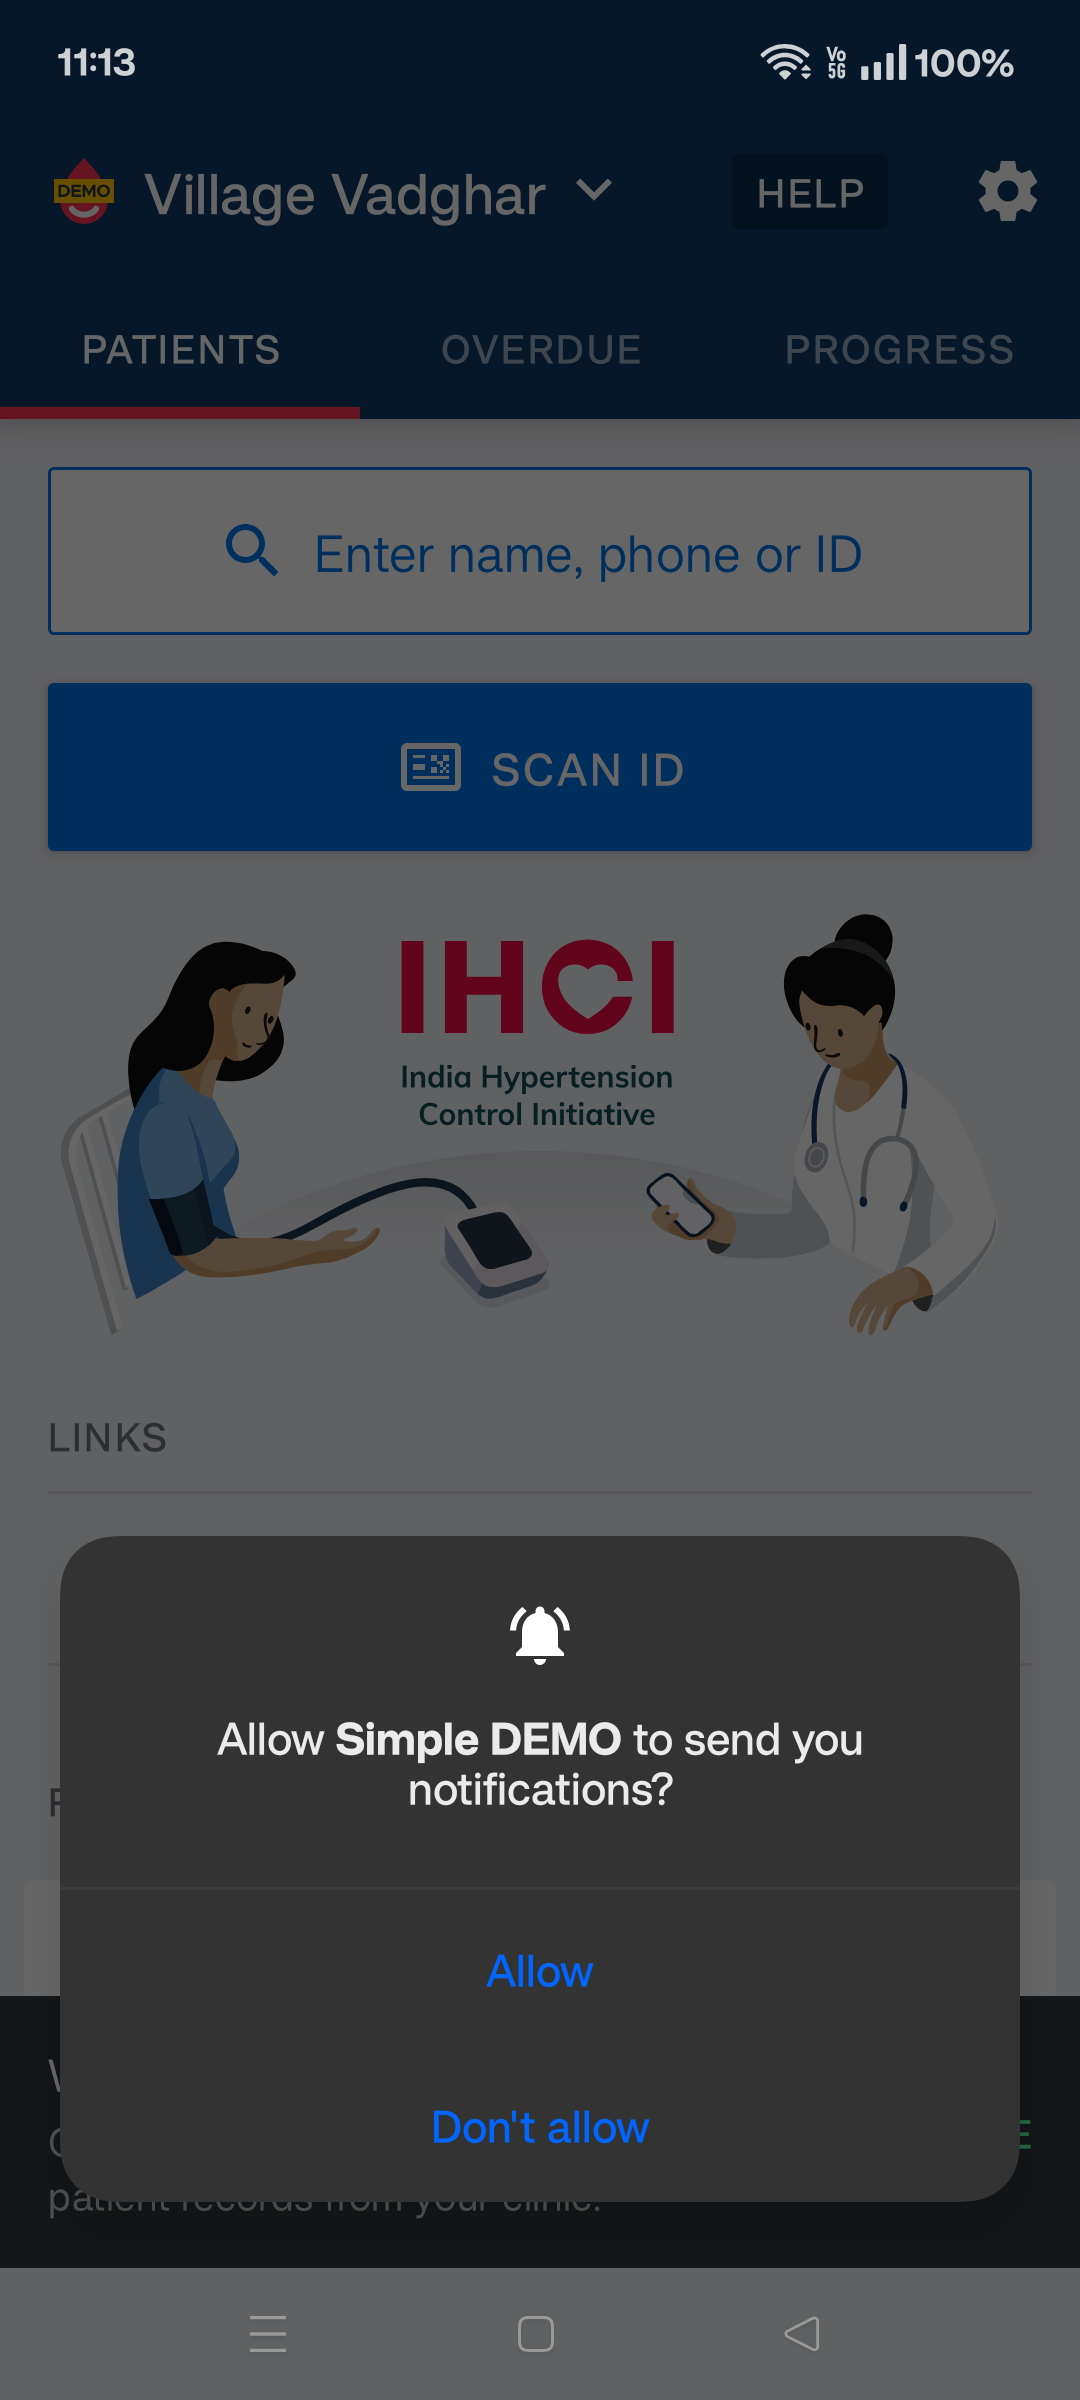 11:13
Vo
5G
100%
DEMO
Village Vadghar
HELP
PATIENTS
OVERDUE
PROGRESS
Enter name, phone or ID
SCAN ID
IHCI
India Hypertension
Control Initiative
LINKS
Allow Simple DEMO to send you
notifications?
Allow
Don't allow
patient records from your clinic.